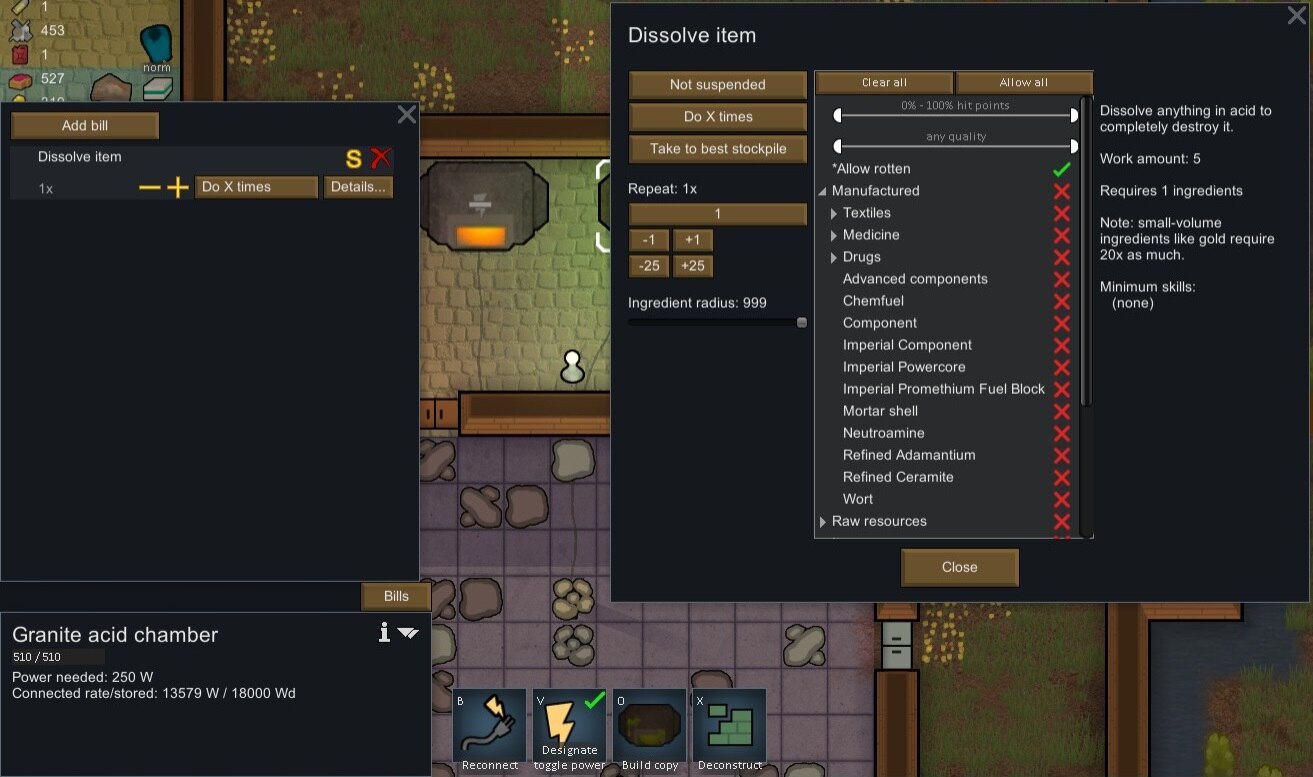 1
453
1
527
norm
Add bill
Dissolve item
S
1x
Do X times
Details...
Bills
Granite acid chamber
510 / 510
Power needed: 250 W
Connected rate/stored: 13579 W / 18000 Wd
B
Reconnect
V
Designate
toggle power
O
Build copy
X
Deconstruct
Dissolve item
Not suspended
Do X times
Take to best stockpile
Repeat: 1x
1
-1
+1
-25
+25
Ingredient radius: 999
Clear all
Allow all
0% - 100% hit points
any quality
*Allow rotten
Manufactured
Textiles
Medicine
Drugs
Advanced components
Chemfuel
Component
Imperial Component
Imperial Powercore
Imperial Promethium Fuel Block
Mortar shell
Neutroamine
Refined Adamantium
Refined Ceramite
Wort
Raw resources
Close
Dissolve anything in acid to
completely destroy it.
Work amount: 5
Requires 1 ingredients
Note: small-volume
ingredients like gold require
20x as much.
Minimum skills:
(none)